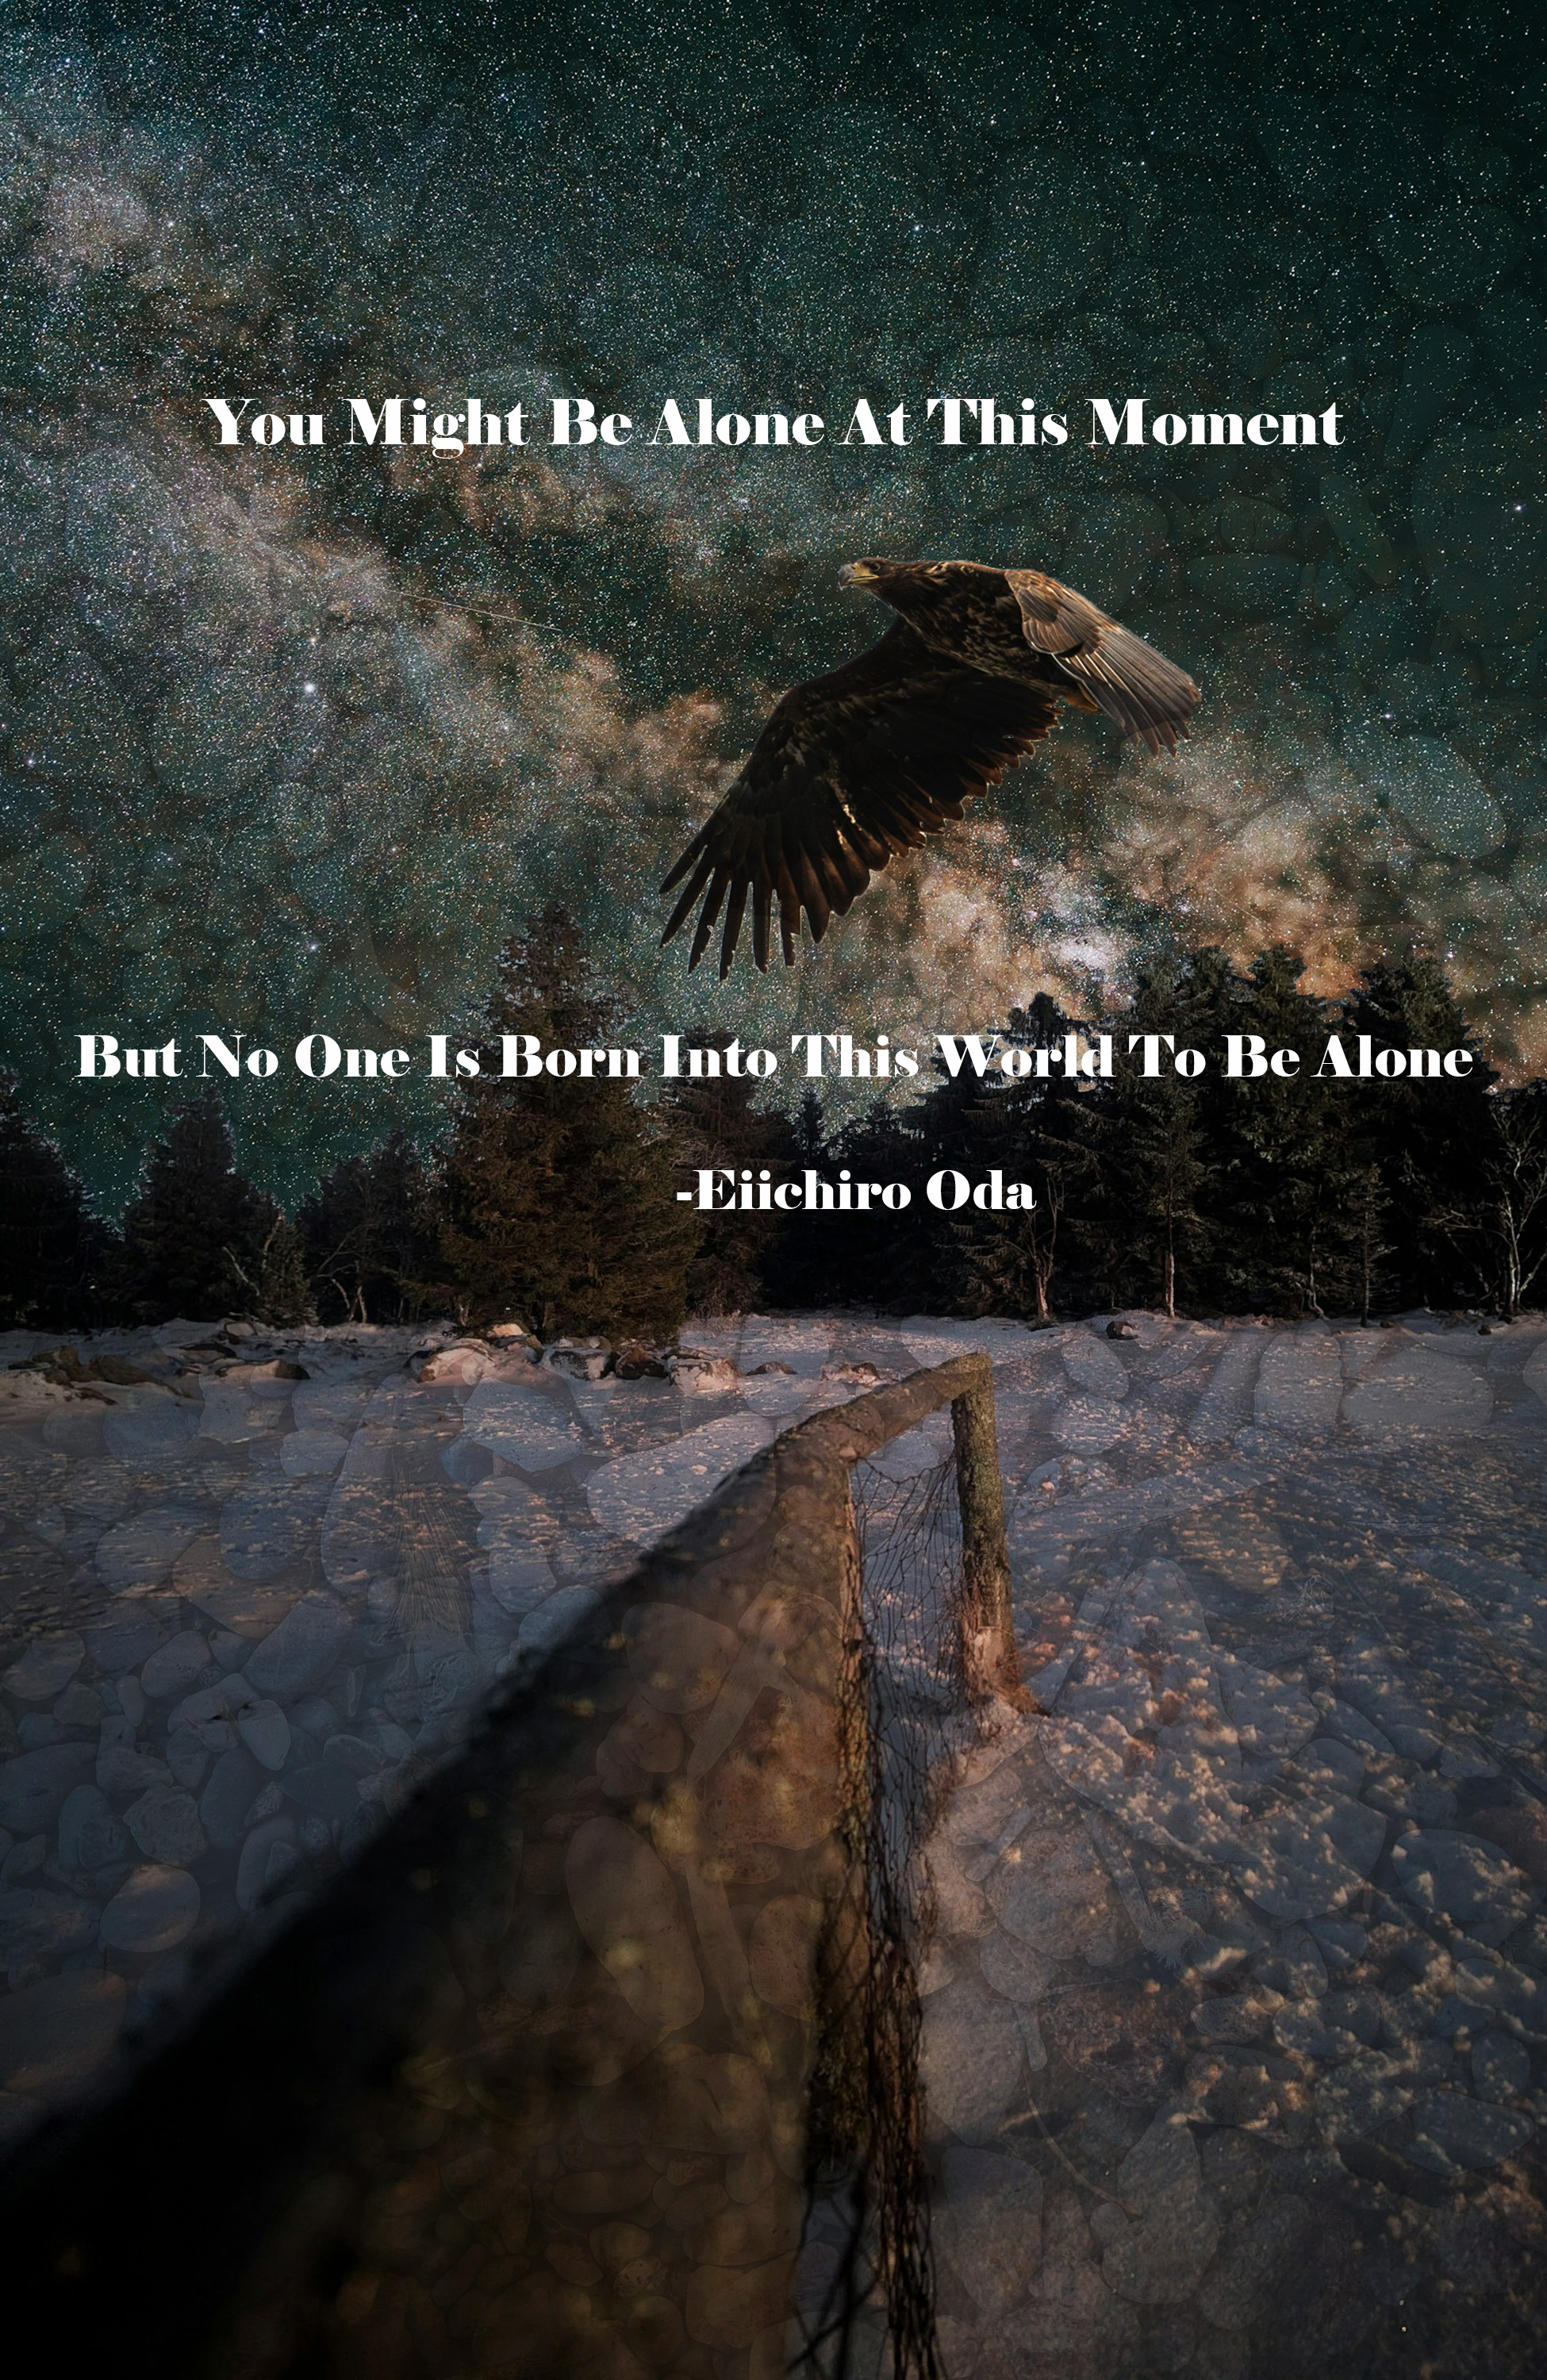 You Might Be Alone At This Moment
But No One Is Born Into This World To Be Alone
-Eiichiro Oda